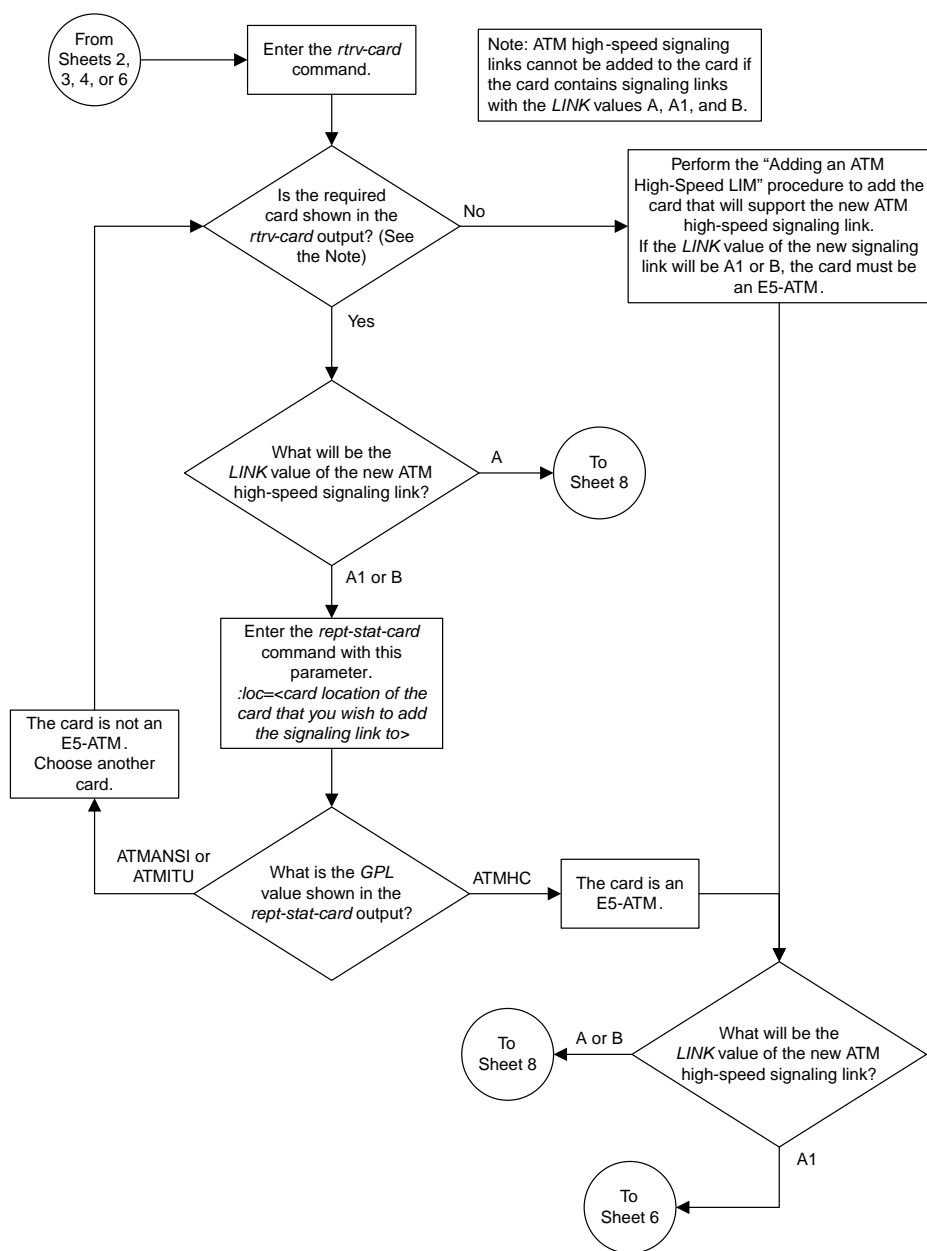 From
Sheets 2,
3, 4, or 6
Enter the rtrv-card
command.
Note: ATM high-speed signaling
links cannot be added to the card if
the card contains signaling links
with the LINK values A, A1, and B.
Is the required
card shown in the
rtrv-card output? (See
the Note)
No
Perform the “Adding an ATM
High-Speed LIM” procedure to add the
card that will support the new ATM
high-speed signaling link.
If the LINK value of the new signaling
link will be A1 or B, the card must be
an E5-ATM.
Yes
What will be the
LINK value of the new ATM
high-speed signaling link?
A
To
Sheet 8
A1 or B
Enter the rept-stat-card
command with this
parameter.
:loc=<card location of the
card that you wish to add
the signaling link to>
The card is not an
E5-ATM.
Choose another
card.
ATMANSI or
ATMITU
What is the GPL
value shown in the
rept-stat-card output?
ATMHC
The card is an
E5-ATM.
What will be the
LINK value of the new ATM
high-speed signaling link?
A or B
To
Sheet 8
A1
To
Sheet 6